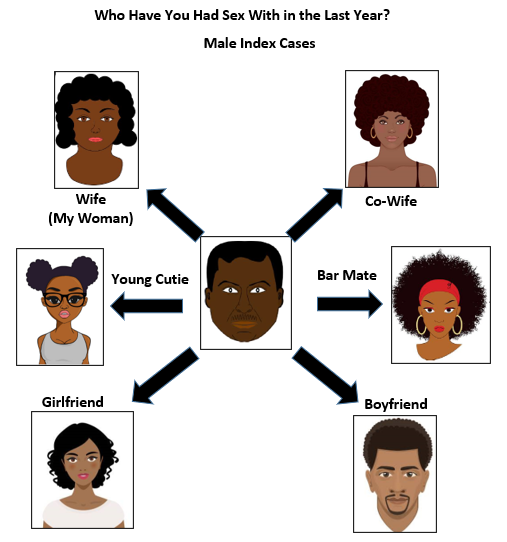 Who Have You Had Sex With in the Last Year?
Male Index Cases
Wife
(My Woman)
Co-Wife
Young Cutie
Bar Mate
Girlfriend
Boyfriend